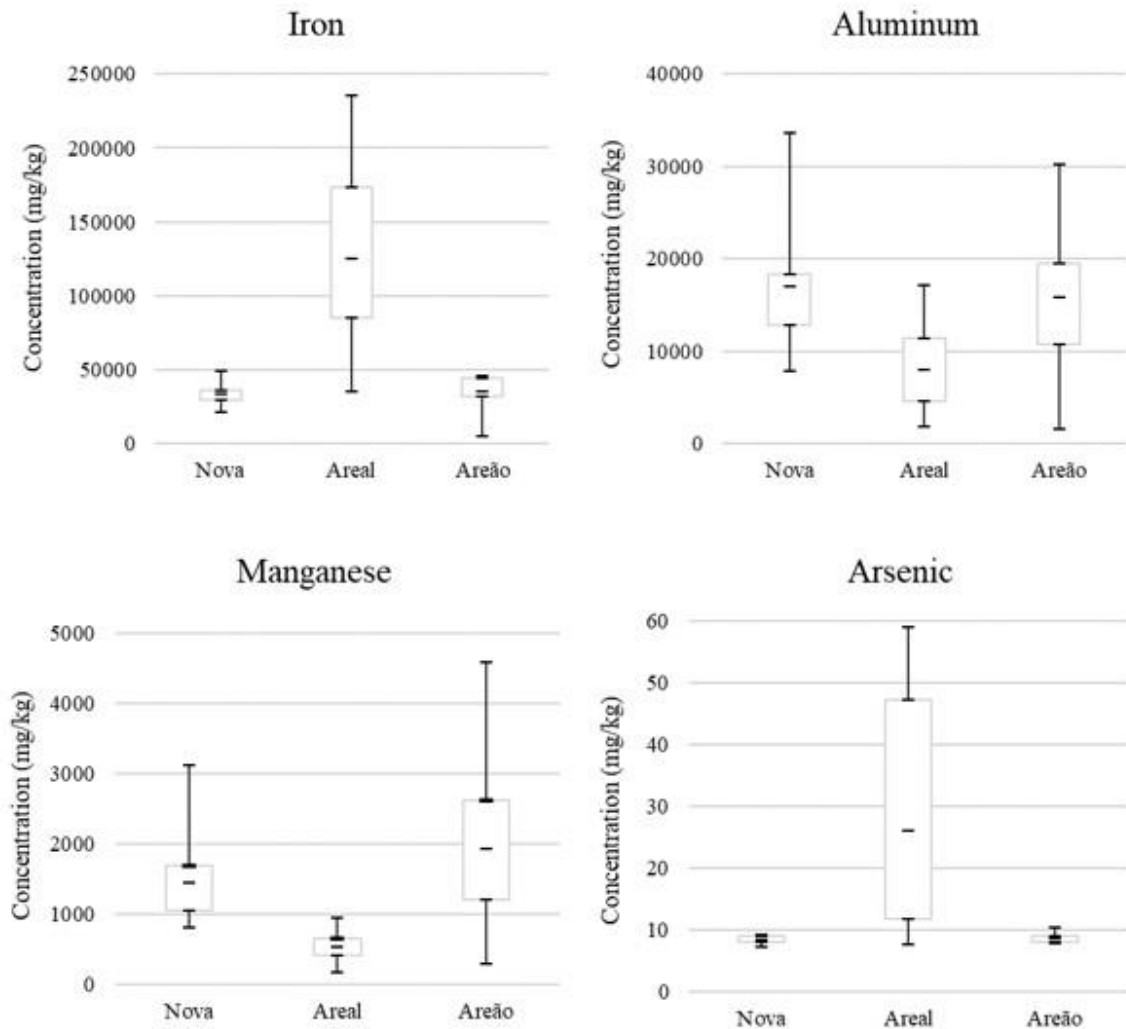 Iron
Concentration (mg/kg)
250000
200000
150000
100000
50000
0
Nova Areal Areão
Aluminum
Concentration (mg/kg)
40000
30000
20000
10000
0
Nova Areal Areão
Manganese
Concentration (mg/kg)
5000
4000
3000
2000
1000
0
Nova Areal Areão
Arsenic
Concentration (mg/kg)
60
50
40
30
20
10
0
Nova Areal Areão